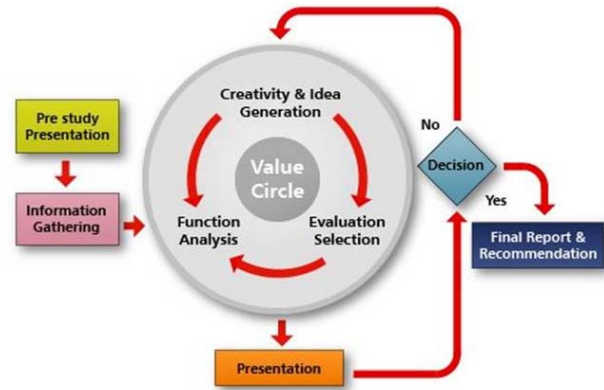 Pre study
Presentation
Information
Gathering
Creativity & Idea
Generation
Value
Circle
Function
Analysis
Evaluation
Selection
Presentation
No
Decision
Yes
Final Report &
Recommendation